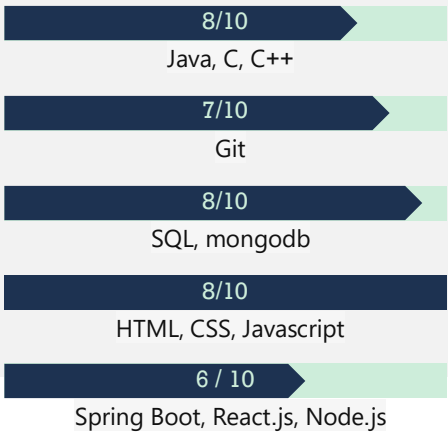 8/10
Java, C, C++
7/10
Git
8/10
SQL, mongodb
8/10
HTML, CSS, Javascript
6 / 10
Spring Boot, React.js, Node.js